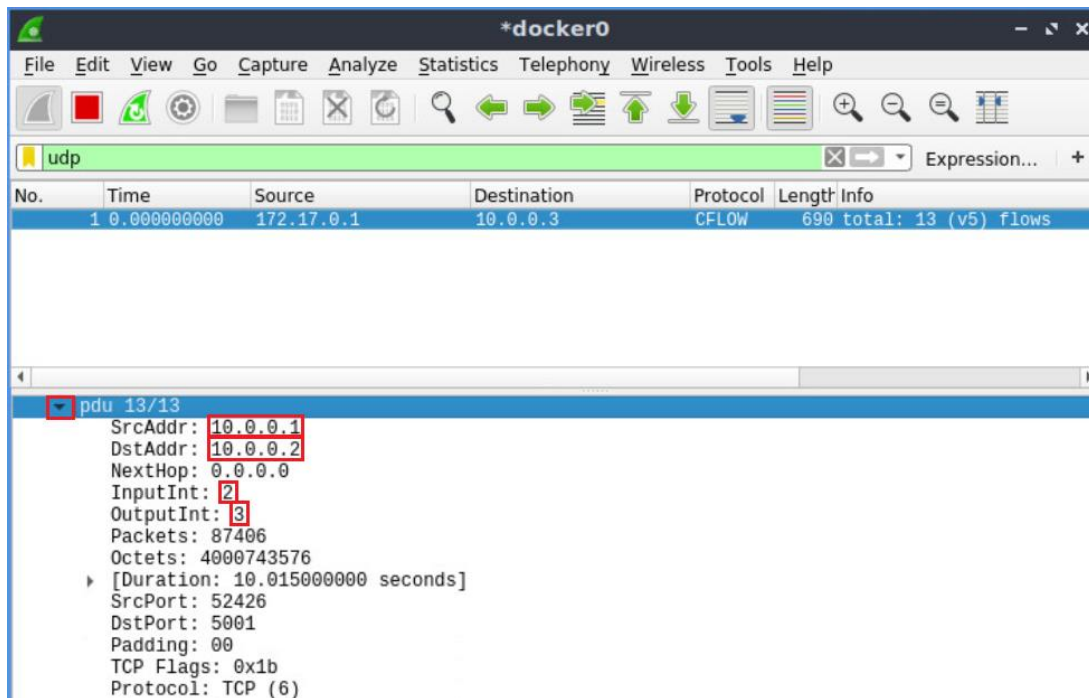 *docker0
File Edit View Go Capture Analyze Statistics Telephony Wireless Tools Help
udp Expression... +
No. Time Source Destination Protocol Length Info
1 0.000000000 172.17.0.1 10.0.0.3 CFLOW 690 total: 13 (v5) flows
pdu 13/13
SrcAddr: 10.0.0.1
DstAddr: 10.0.0.2
NextHop: 0.0.0.0
InputInt: 2
OutputInt: 3
Packets: 87406
Octets: 4000743576
[Duration: 10.015000000 seconds]
SrcPort: 52426
DstPort: 5001
Padding: 00
TCP Flags: 0x1b
Protocol: TCP (6)